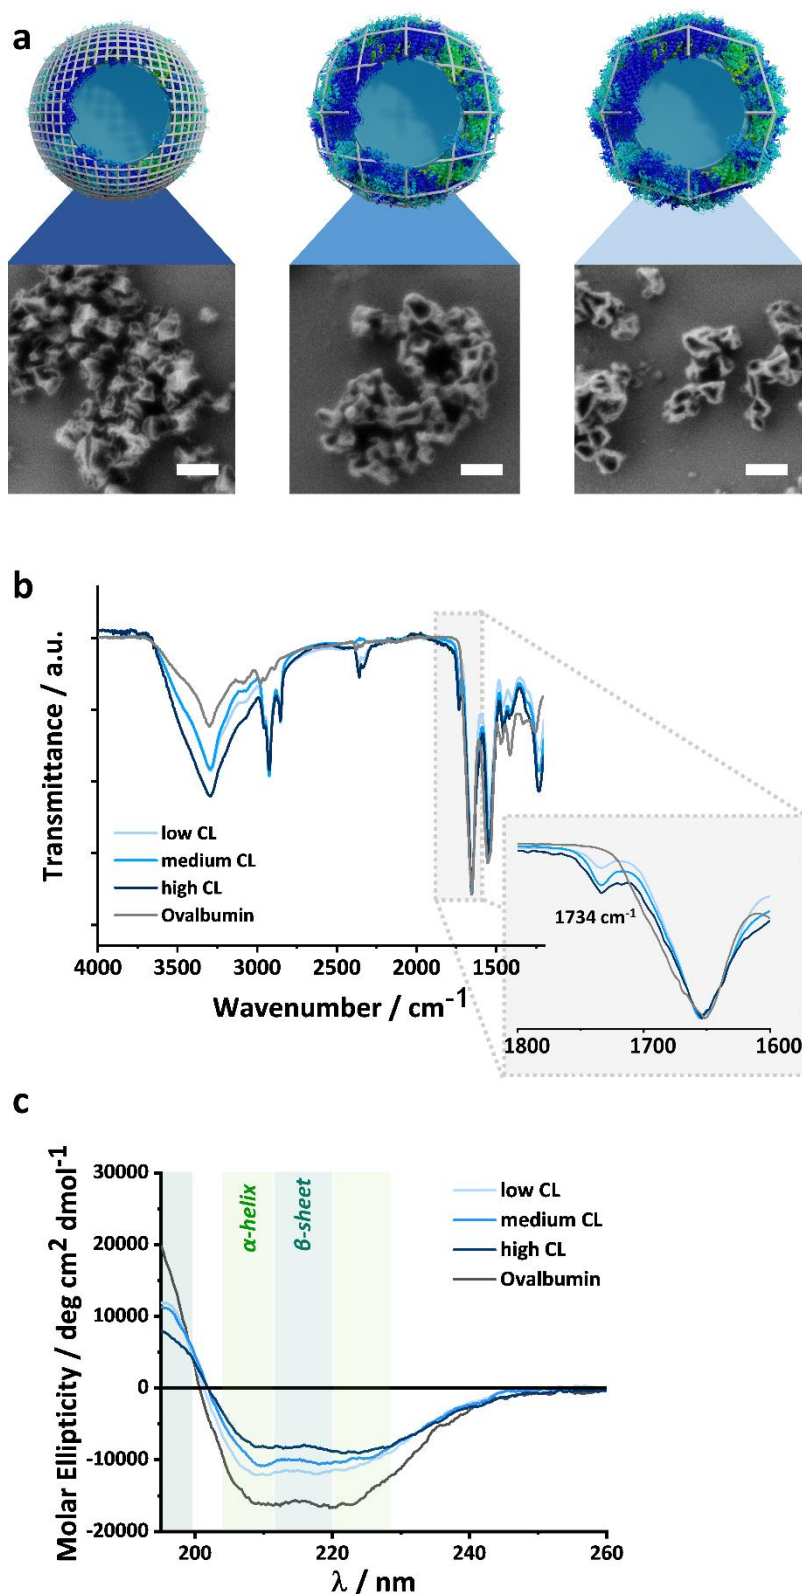 a
b
Transmittance / a.u.
low CL
medium CL
high CL
Ovalbumin
4000 3500 3000 2500 2000 1500
Wavenumber / cm⁻¹
1734 cm⁻¹
1800 1700 1600
c
30000
20000
10000
0
-10000
-20000
Molar Ellipticity / deg cm² dmol⁻¹
α-helix
β-sheet
low CL
medium CL
high CL
Ovalbumin
200 220 240 260
λ / nm